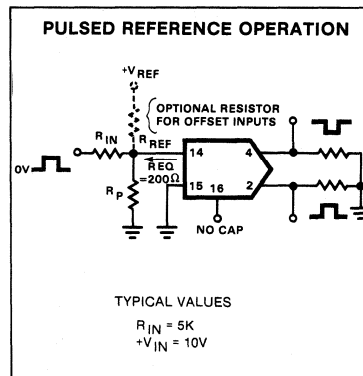 PULSED REFERENCE OPERATION
+VREF
OPTIONAL RESISTOR
FOR OFFSET INPUTS
RREF
RIN
0V
REQ
=200Ω
RP
14
4
15
16
2
NO CAP
TYPICAL VALUES
RIN = 5K
+VIN = 10V